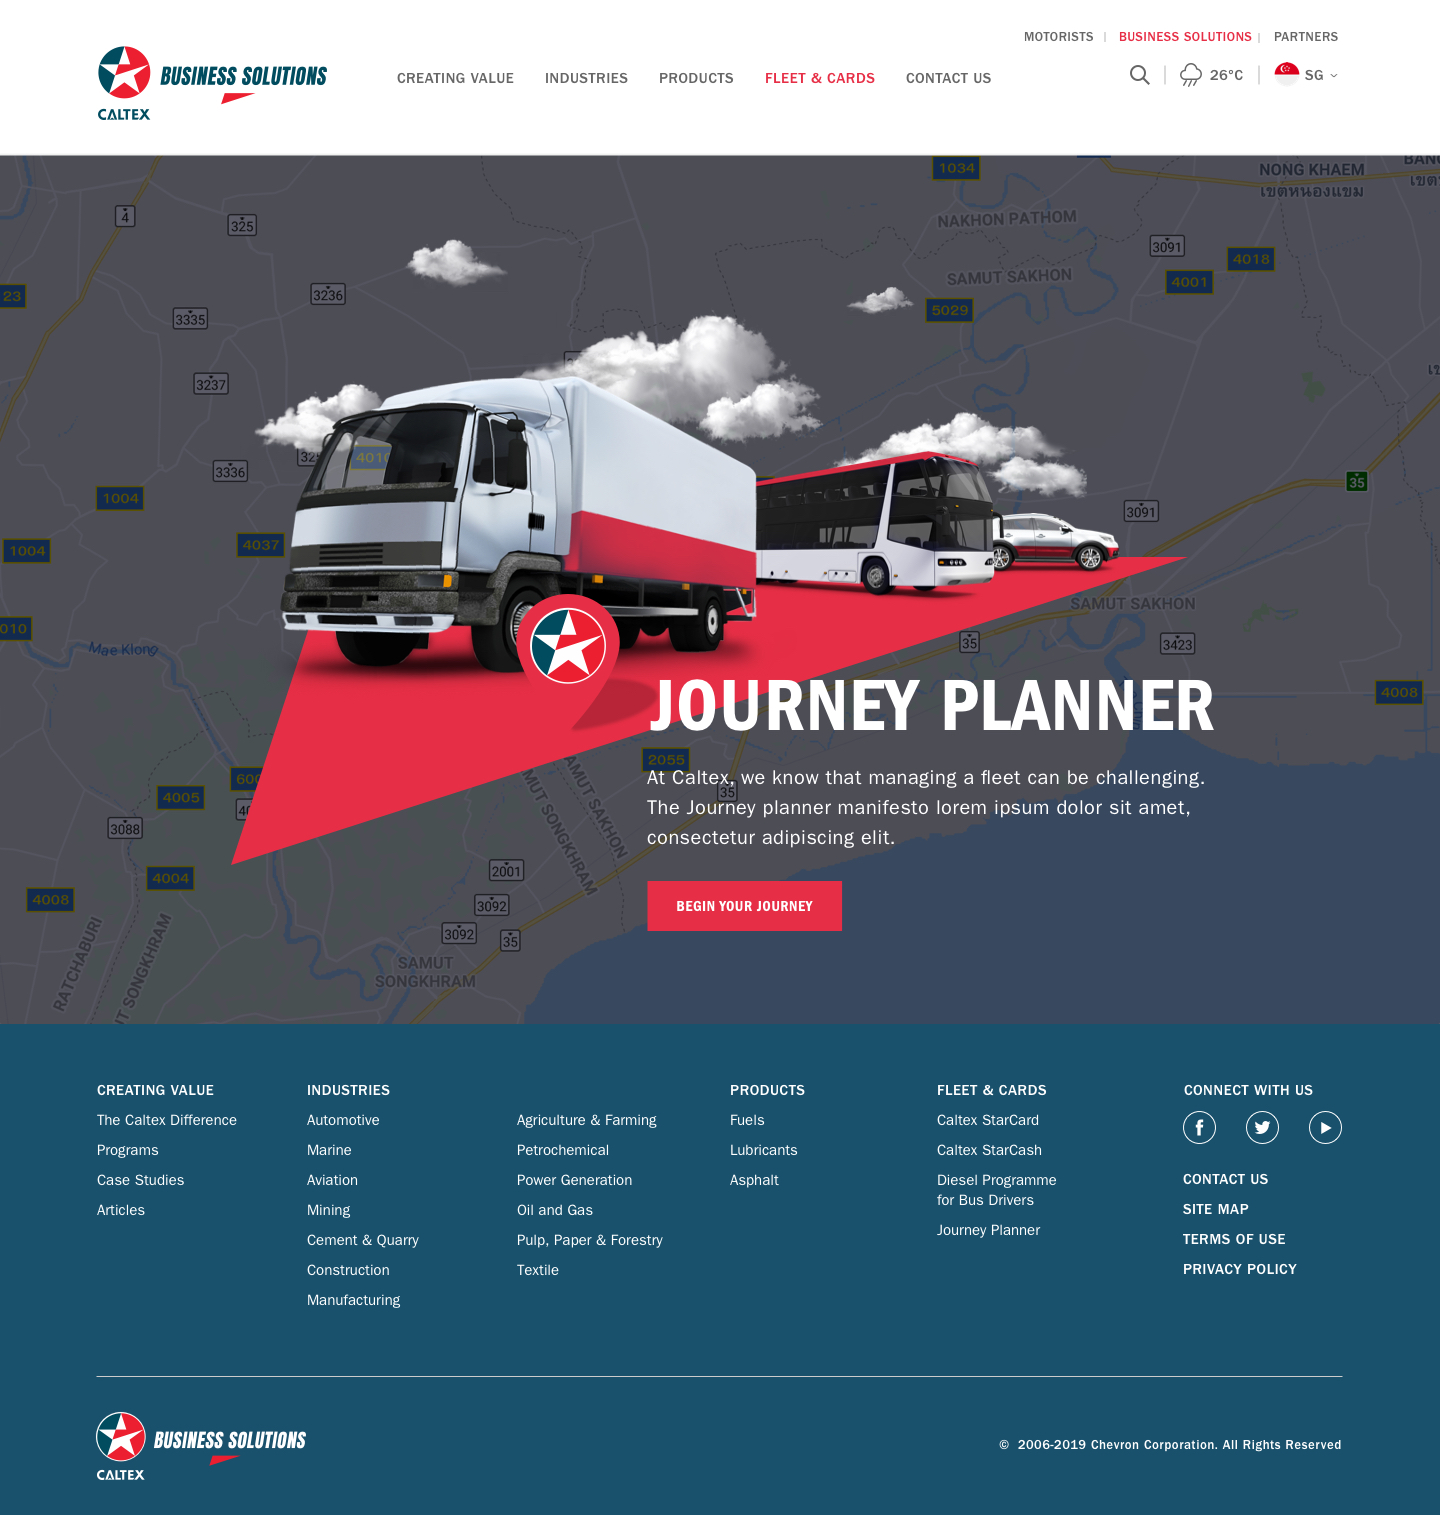 MOTORISTS
BUSINESS SOLUTIONS
PARTNERS
BUSINESS SOLUTIONS
CALTEX
CREATING VALUE
INDUSTRIES
PRODUCTS
FLEET & CARDS
CONTACT US
26°C
SG
1034
NONG KHAEM
เขตหนองแขม
4
325
NAKHON PATHOM
3091
4018
SAMUT SAKHON
4001
23
3236
5029
3335
3237
3336
4010
1004
35
3091
1004
4037
SAMUT SAKHON
010
Mae Klong
35
3423
4008
JOURNEY PLANNER
2055
At Caltex, we know that managing a fleet can be challenging.
The Journey planner manifesto lorem ipsum dolor sit amet,
consectetur adipiscing elit.
35
4005
3088
SAMUT SAKHON
4004
2001
4008
3092
BEGIN YOUR JOURNEY
3092
35
RATCHABURI
SAMUT
SONGKHRAM
CREATING VALUE
The Caltex Difference
Programs
Case Studies
Articles
INDUSTRIES
Automotive
Marine
Aviation
Mining
Cement & Quarry
Construction
Manufacturing
Agriculture & Farming
Petrochemical
Power Generation
Oil and Gas
Pulp, Paper & Forestry
Textile
PRODUCTS
Fuels
Lubricants
Asphalt
FLEET & CARDS
Caltex StarCard
Caltex StarCash
Diesel Programme
for Bus Drivers
Journey Planner
CONNECT WITH US
CONTACT US
SITE MAP
TERMS OF USE
PRIVACY POLICY
BUSINESS SOLUTIONS
CALTEX
© 2006-2019 Chevron Corporation. All Rights Reserved